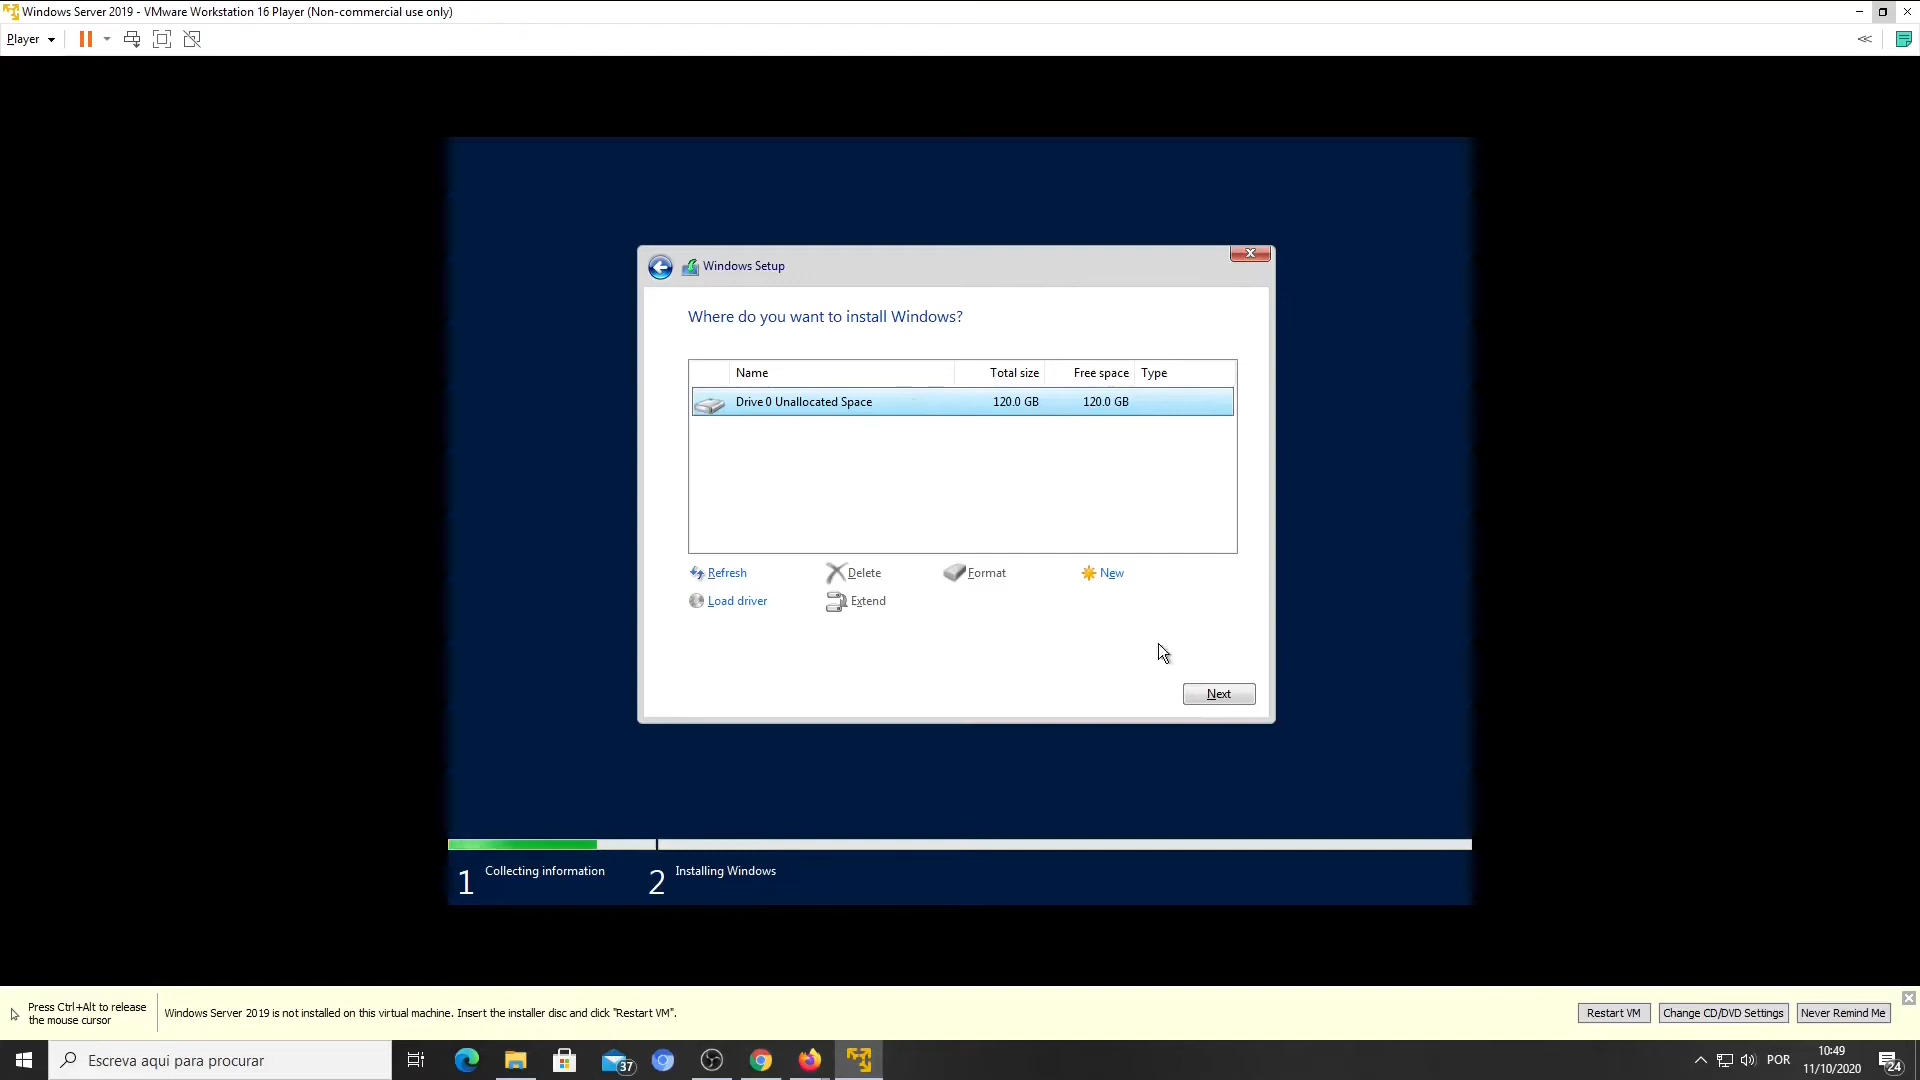 Windows Server 2019 - VMware Workstation 16 Player (Non-commercial use only)
Player
Windows Setup
Where do you want to install Windows?
Name Total size Free space Type
Drive 0 Unallocated Space 120.0 GB 120.0 GB
Refresh Delete Format New
Load driver Extend
Next
1 Collecting information 2 Installing Windows
Press Ctrl+Alt to release
the mouse cursor
Windows Server 2019 is not installed on this virtual machine. Insert the installer disc and click "Restart VM".
Restart VM Change CD/DVD Settings Never Remind Me
Escreva aqui para procurar
37
POR
10:49
11/10/2020
24